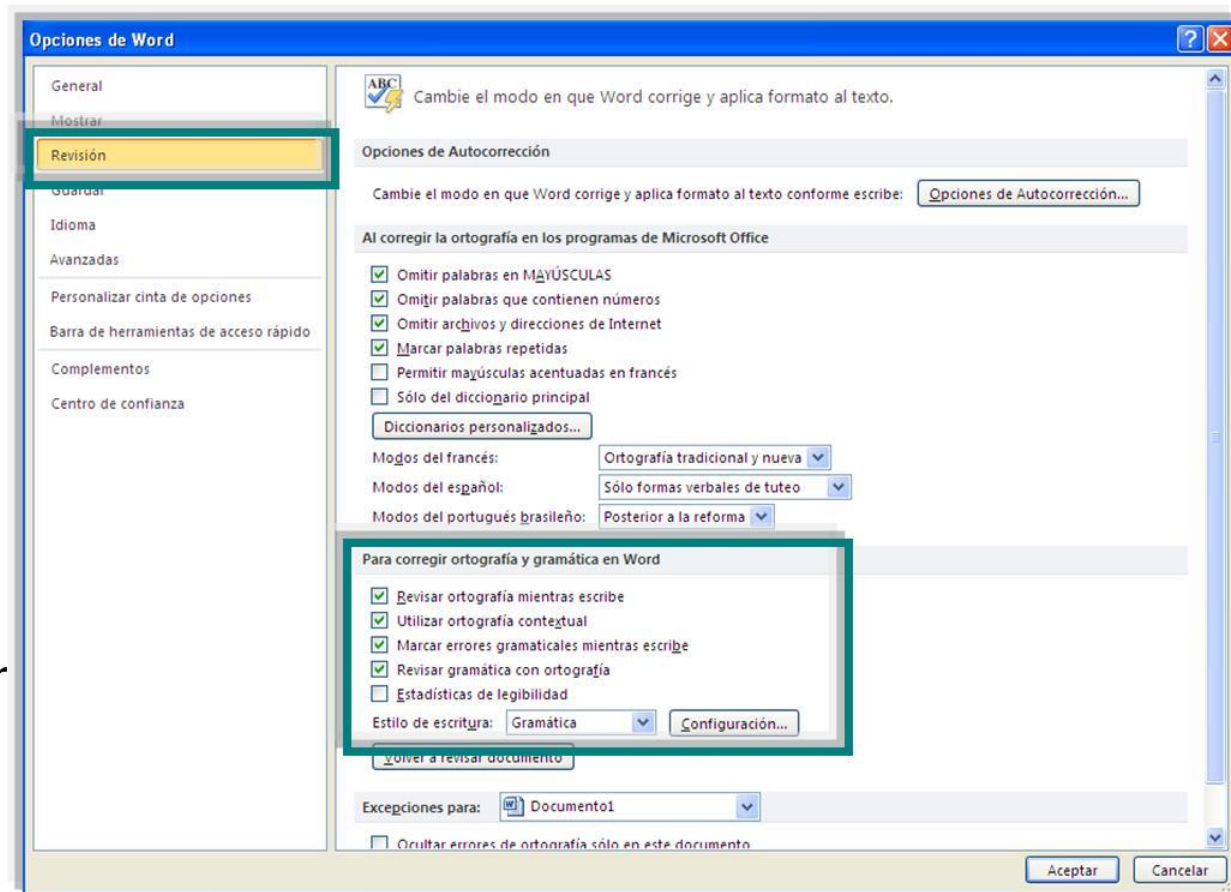 Opciones de Word
General
Mostrar
Revisión
Guardar
Idioma
Avanzadas
Personalizar cinta de opciones
Barra de herramientas de acceso rápido
Complementos
Centro de confianza
ABC
Cambie el modo en que Word corrige y aplica formato al texto.
Opciones de Autocorrección
Cambie el modo en que Word corrige y aplica formato al texto conforme escribe: Opciones de Autocorrección...
Al corregir la ortografía en los programas de Microsoft Office
Omitir palabras en MAYÚSCULAS
Omitir palabras que contienen números
Omitir archivos y direcciones de Internet
Marcar palabras repetidas
Permitir mayúsculas acentuadas en francés
Sólo del diccionario principal
Diccionarios personalizados...
Modos del francés: Ortografía tradicional y nueva
Modos del español: Sólo formas verbales de tuteo
Modos del portugués brasileño: Posterior a la reforma
Para corregir ortografía y gramática en Word
Revisar ortografía mientras escribe
Utilizar ortografía contextual
Marcar errores gramaticales mientras escribe
Revisar gramática con ortografía
Estadísticas de legibilidad
Estilo de escritura: Gramática Configuración...
Volver a revisar documento
Excepciones para: Documento1
Ocultar errores de ortografía sólo en este documento
Aceptar Cancelar